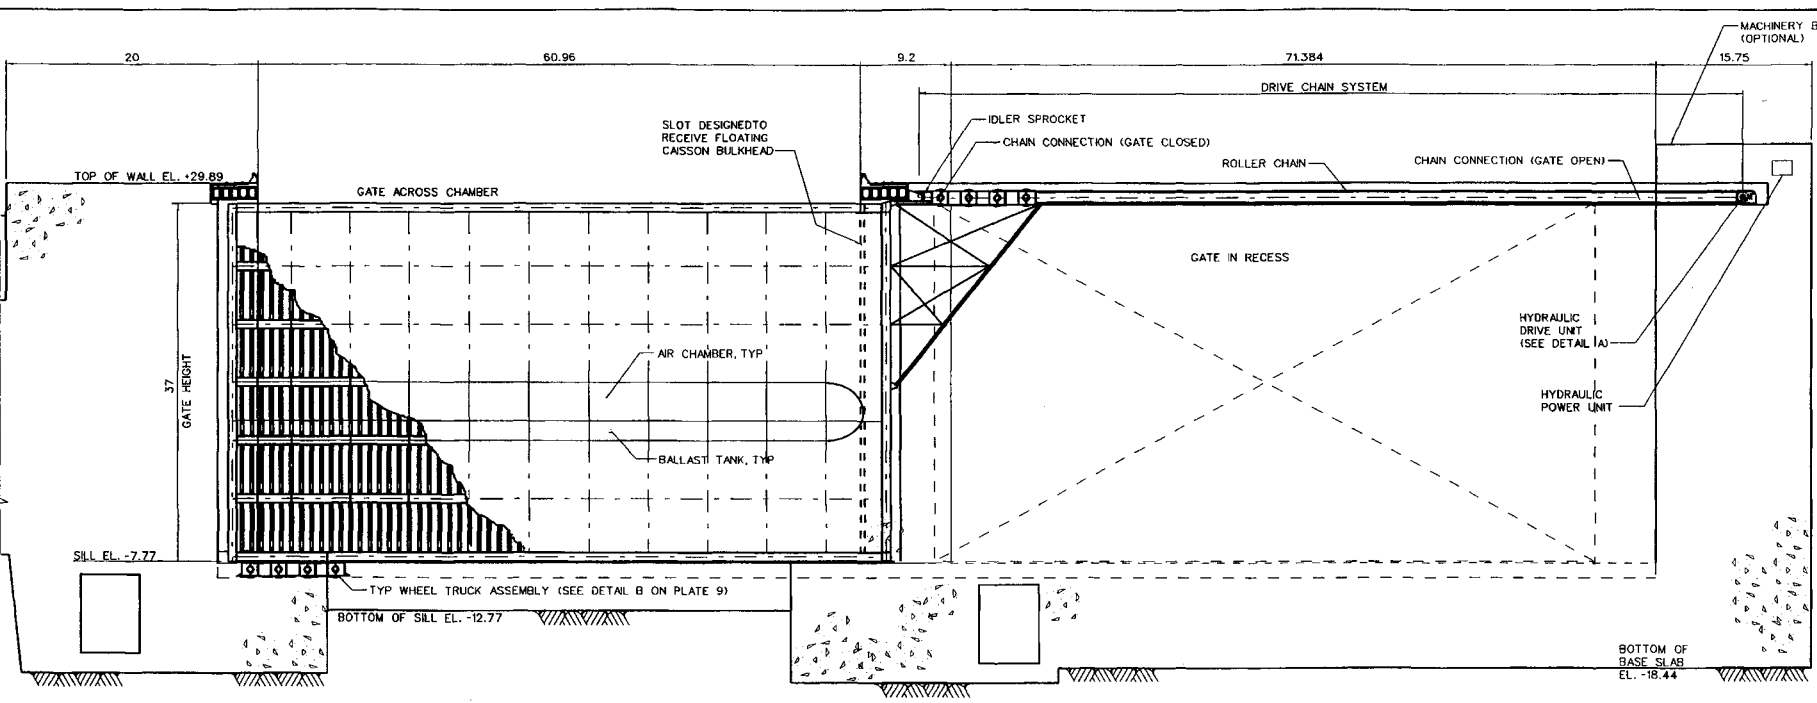 MACHINERY B
(OPTIONAL)
20
60.96
9.2
71.384
15.75
DRIVE CHAIN SYSTEM
SLOT DESIGNEDTO
RECEIVE FLOATING
CAISSON BULKHEAD
IDLER SPROCKET
CHAIN CONNECTION (GATE CLOSED)
ROLLER CHAIN
CHAIN CONNECTION (GATE OPEN)
TOP OF WALL EL. +29.89
GATE ACROSS CHAMBER
GATE IN RECESS
HYDRAULIC
DRIVE UNIT
(SEE DETAIL A)
AIR CHAMBER, TYP
37
GATE HEIGHT
HYDRAULIC
POWER UNIT
BALLAST TANK, TYP
SILL EL. -7.77
TYP WHEEL TRUCK ASSEMBLY (SEE DETAIL B ON PLATE 9)
BOTTOM OF SILL EL. -12.77
BOTTOM OF
BASE SLAB
EL. -18.44